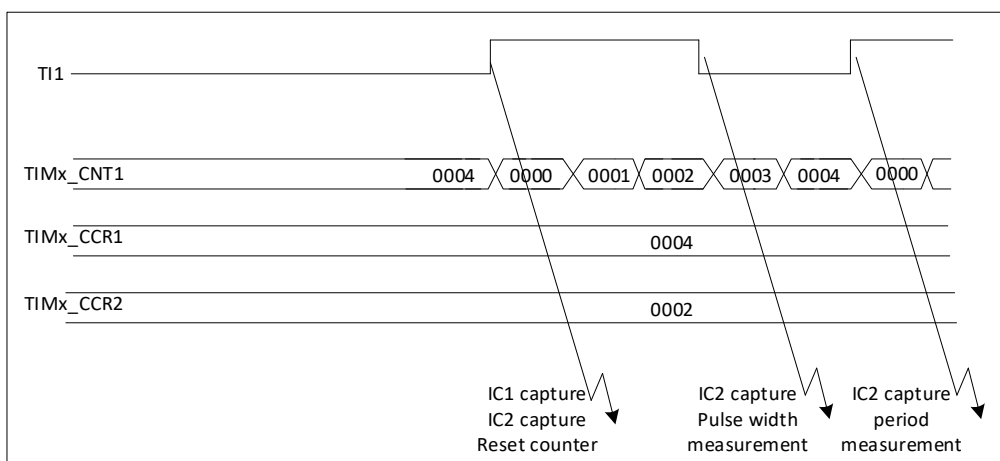 TI1
TIMx_CNT1
0004
0000
0001
0002
0003
0004
0000
TIMx_CCR1
0004
TIMx_CCR2
0002
IC1 capture
IC2 capture
Reset counter
IC2 capture
Pulse width
measurement
IC2 capture
period
measurement